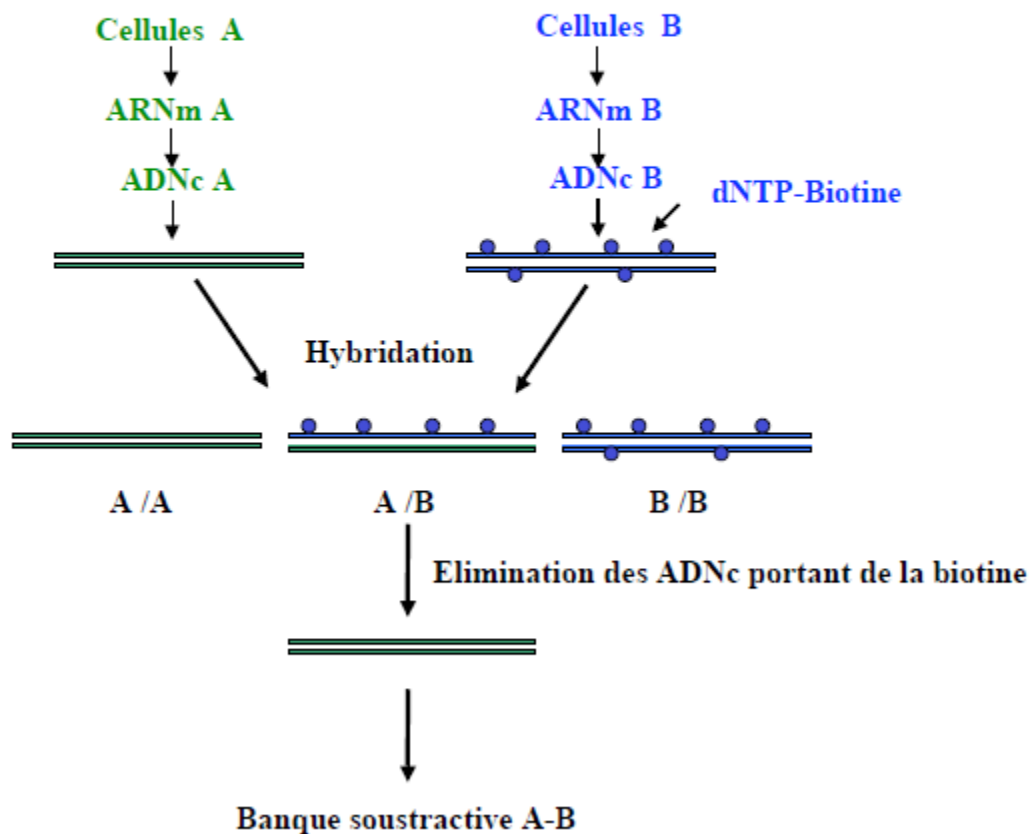 Cellules A
Cellules B
ARNm A
ARNm B
ADNc A
ADNc B
dNTP-Biotine
Hybridation
A /A
A /B
B /B
Elimination des ADNc portant de la biotine
Banque soustractive A-B